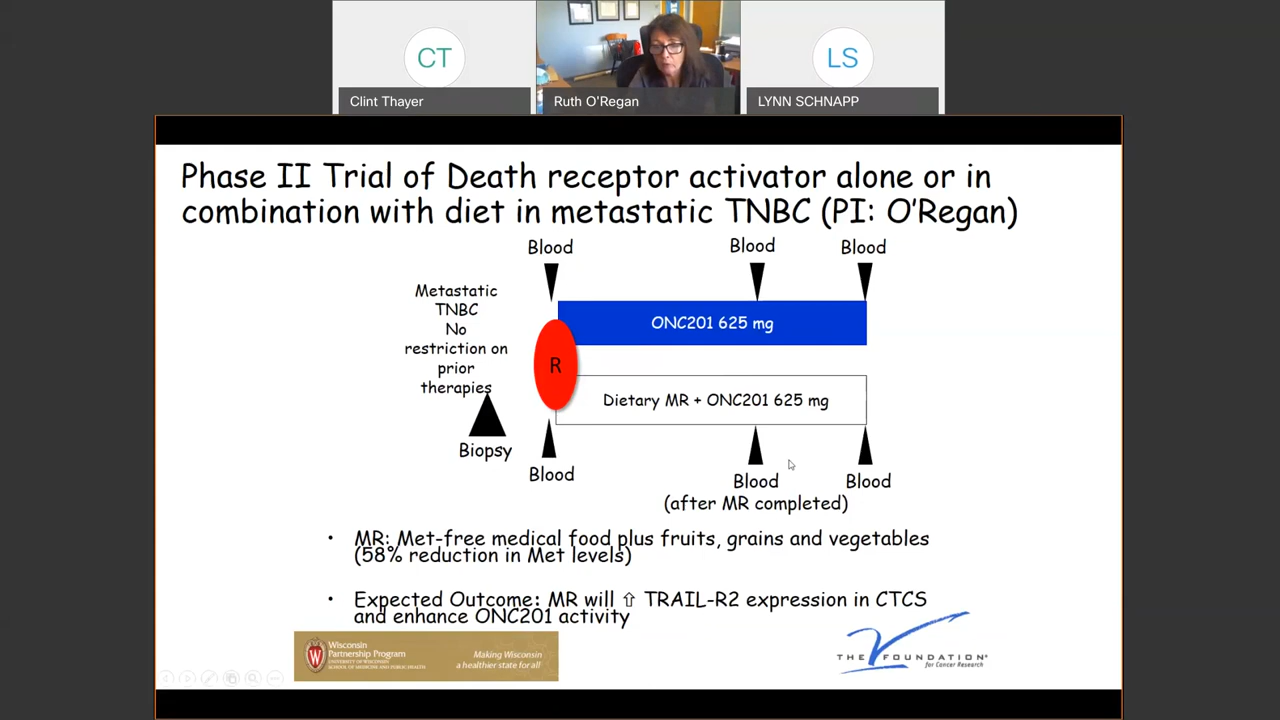 CT
LS
Clint Thayer
Ruth O'Regan
LYNN SCHNAPP
Phase II Trial of Death receptor activator alone or in
combination with diet in metastatic TNBC (PI: O'Regan)
Blood
Blood
Blood
Metastatic
TNBC
No
restriction on
prior
therapies
ONC201 625 mg
R
Dietary MR + ONC201 625 mg
Biopsy
Blood
Blood
(after MR completed)
Blood
• MR: Met-free medical food plus fruits, grains and vegetables
(58% reduction in Met levels)
• Expected Outcome: MR will ⇧ TRAIL-R2 expression in CTCS
and enhance ONC201 activity
Wisconsin
Partnership Program
UNIVERSITY OF WISCONSIN
SCHOOL OF MEDICINE AND PUBLIC HEALTH
Making Wisconsin
a healthier state for all
THE V FOUNDATION®
for Cancer Research